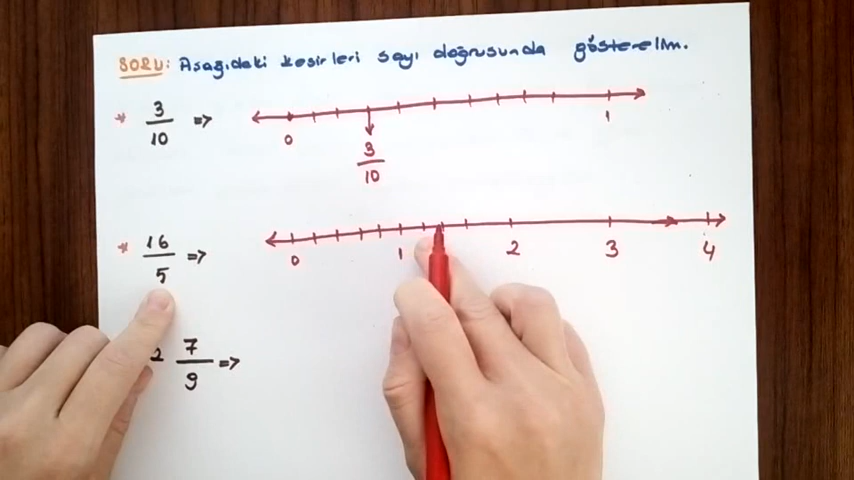 SORU: Aşağıdaki kesirleri sayı doğrusunda gösterelim.
* 3/10 =>
0 1
3/10
* 16/5 =>
0 1 2 3 4
2 7/9 =>